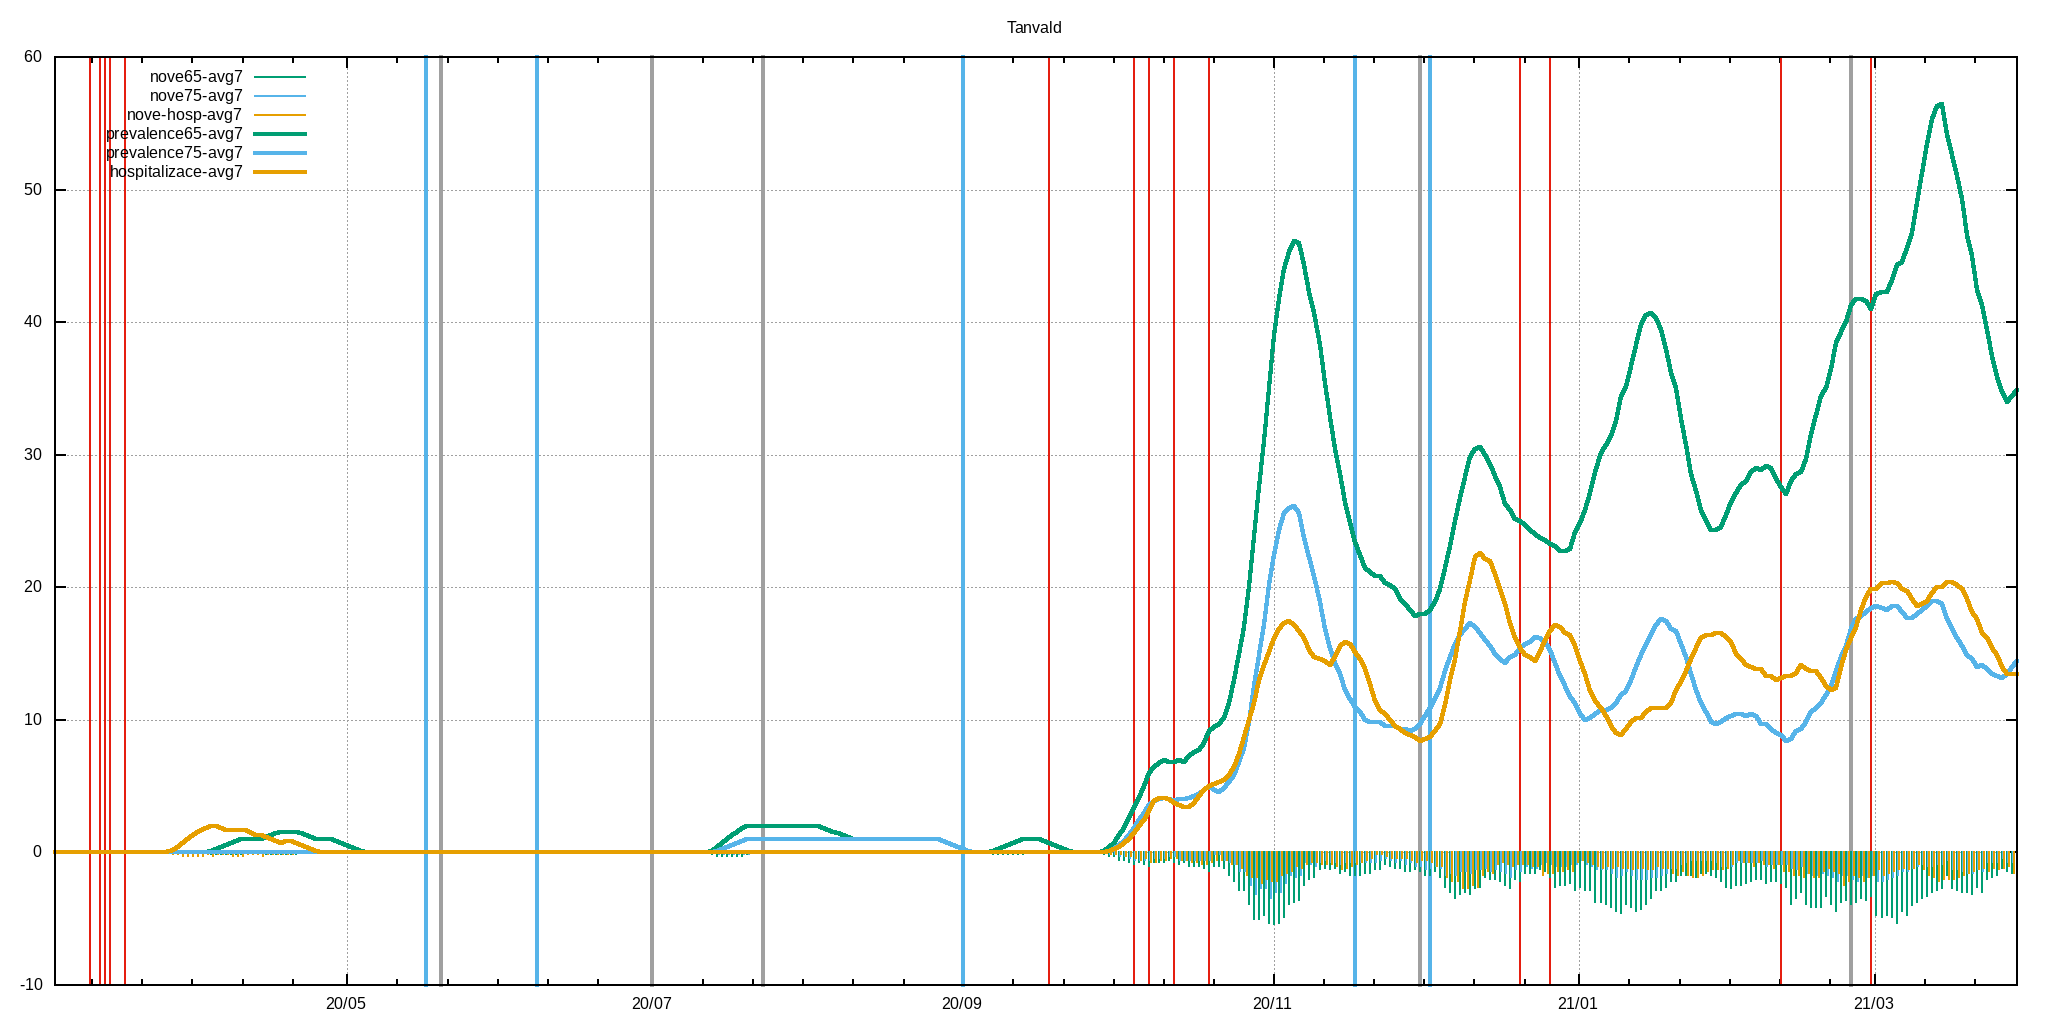 Tanvald
60
nove65-avg7
nove75-avg7
nove-hosp-avg7
prevalence65-avg7
prevalence75-avg7
hospitalizace-avg7
50
40
30
20
10
0
-10
20/05 20/07 20/09 20/11 21/01 21/03